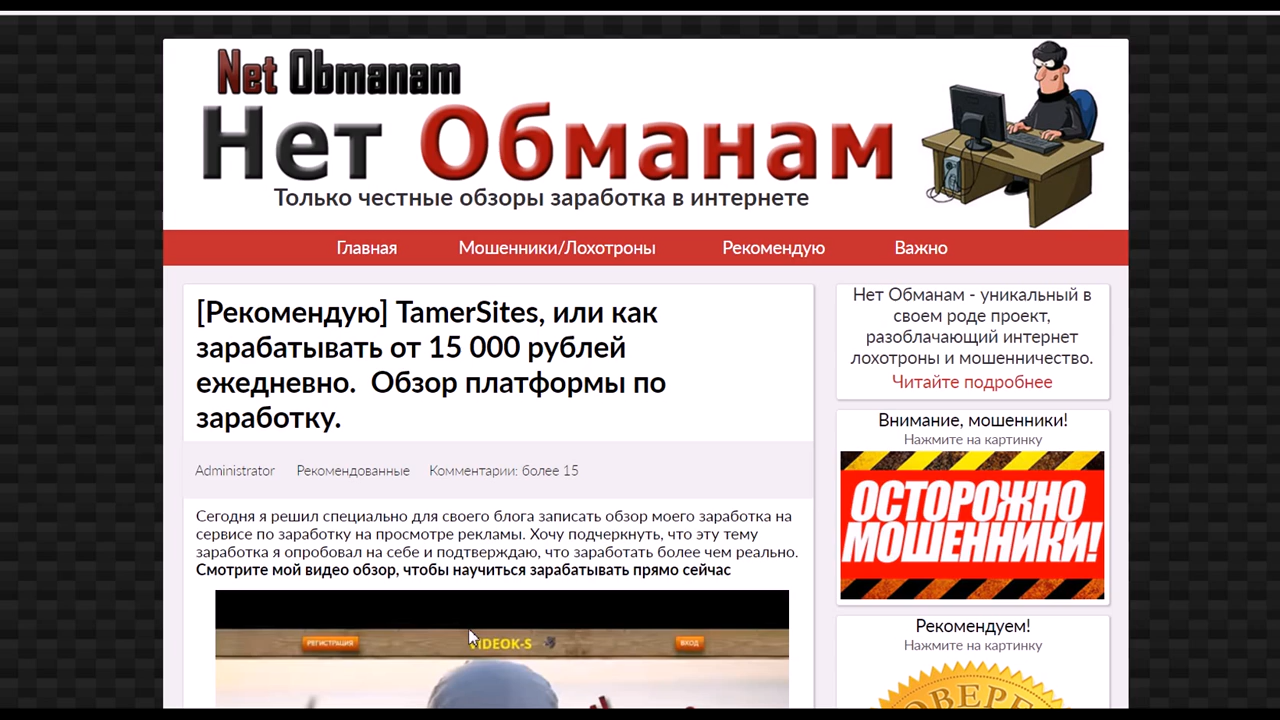 Net Obmanam
Нет Обманам
Только честные обзоры заработка в интернете
Главная Мошенники/Лохотроны Рекомендую Важно
[Рекомендую] TamerSites, или как
зарабатывать от 15 000 рублей
ежедневно. Обзор платформы по
заработку.
Administrator Рекомендованные Комментарии: более 15
Сегодня я решил специально для своего блога записать обзор моего заработка на
сервисе по заработку на просмотре рекламы. Хочу подчеркнуть, что эту тему
заработка я опробовал на себе и подтверждаю, что заработать более чем реально.
Смотрите мой видео обзор, чтобы научиться зарабатывать прямо сейчас
РЕГИСТРАЦИЯ VIDEOK-S ВХОД
Нет Обманам - уникальный в
своем роде проект,
разоблачающий интернет
лохотроны и мошенничество.
Читайте подробнее
Внимание, мошенники!
Нажмите на картинку
ОСТОРОЖНО
МОШЕННИКИ!
Рекомендуем!
Нажмите на картинку